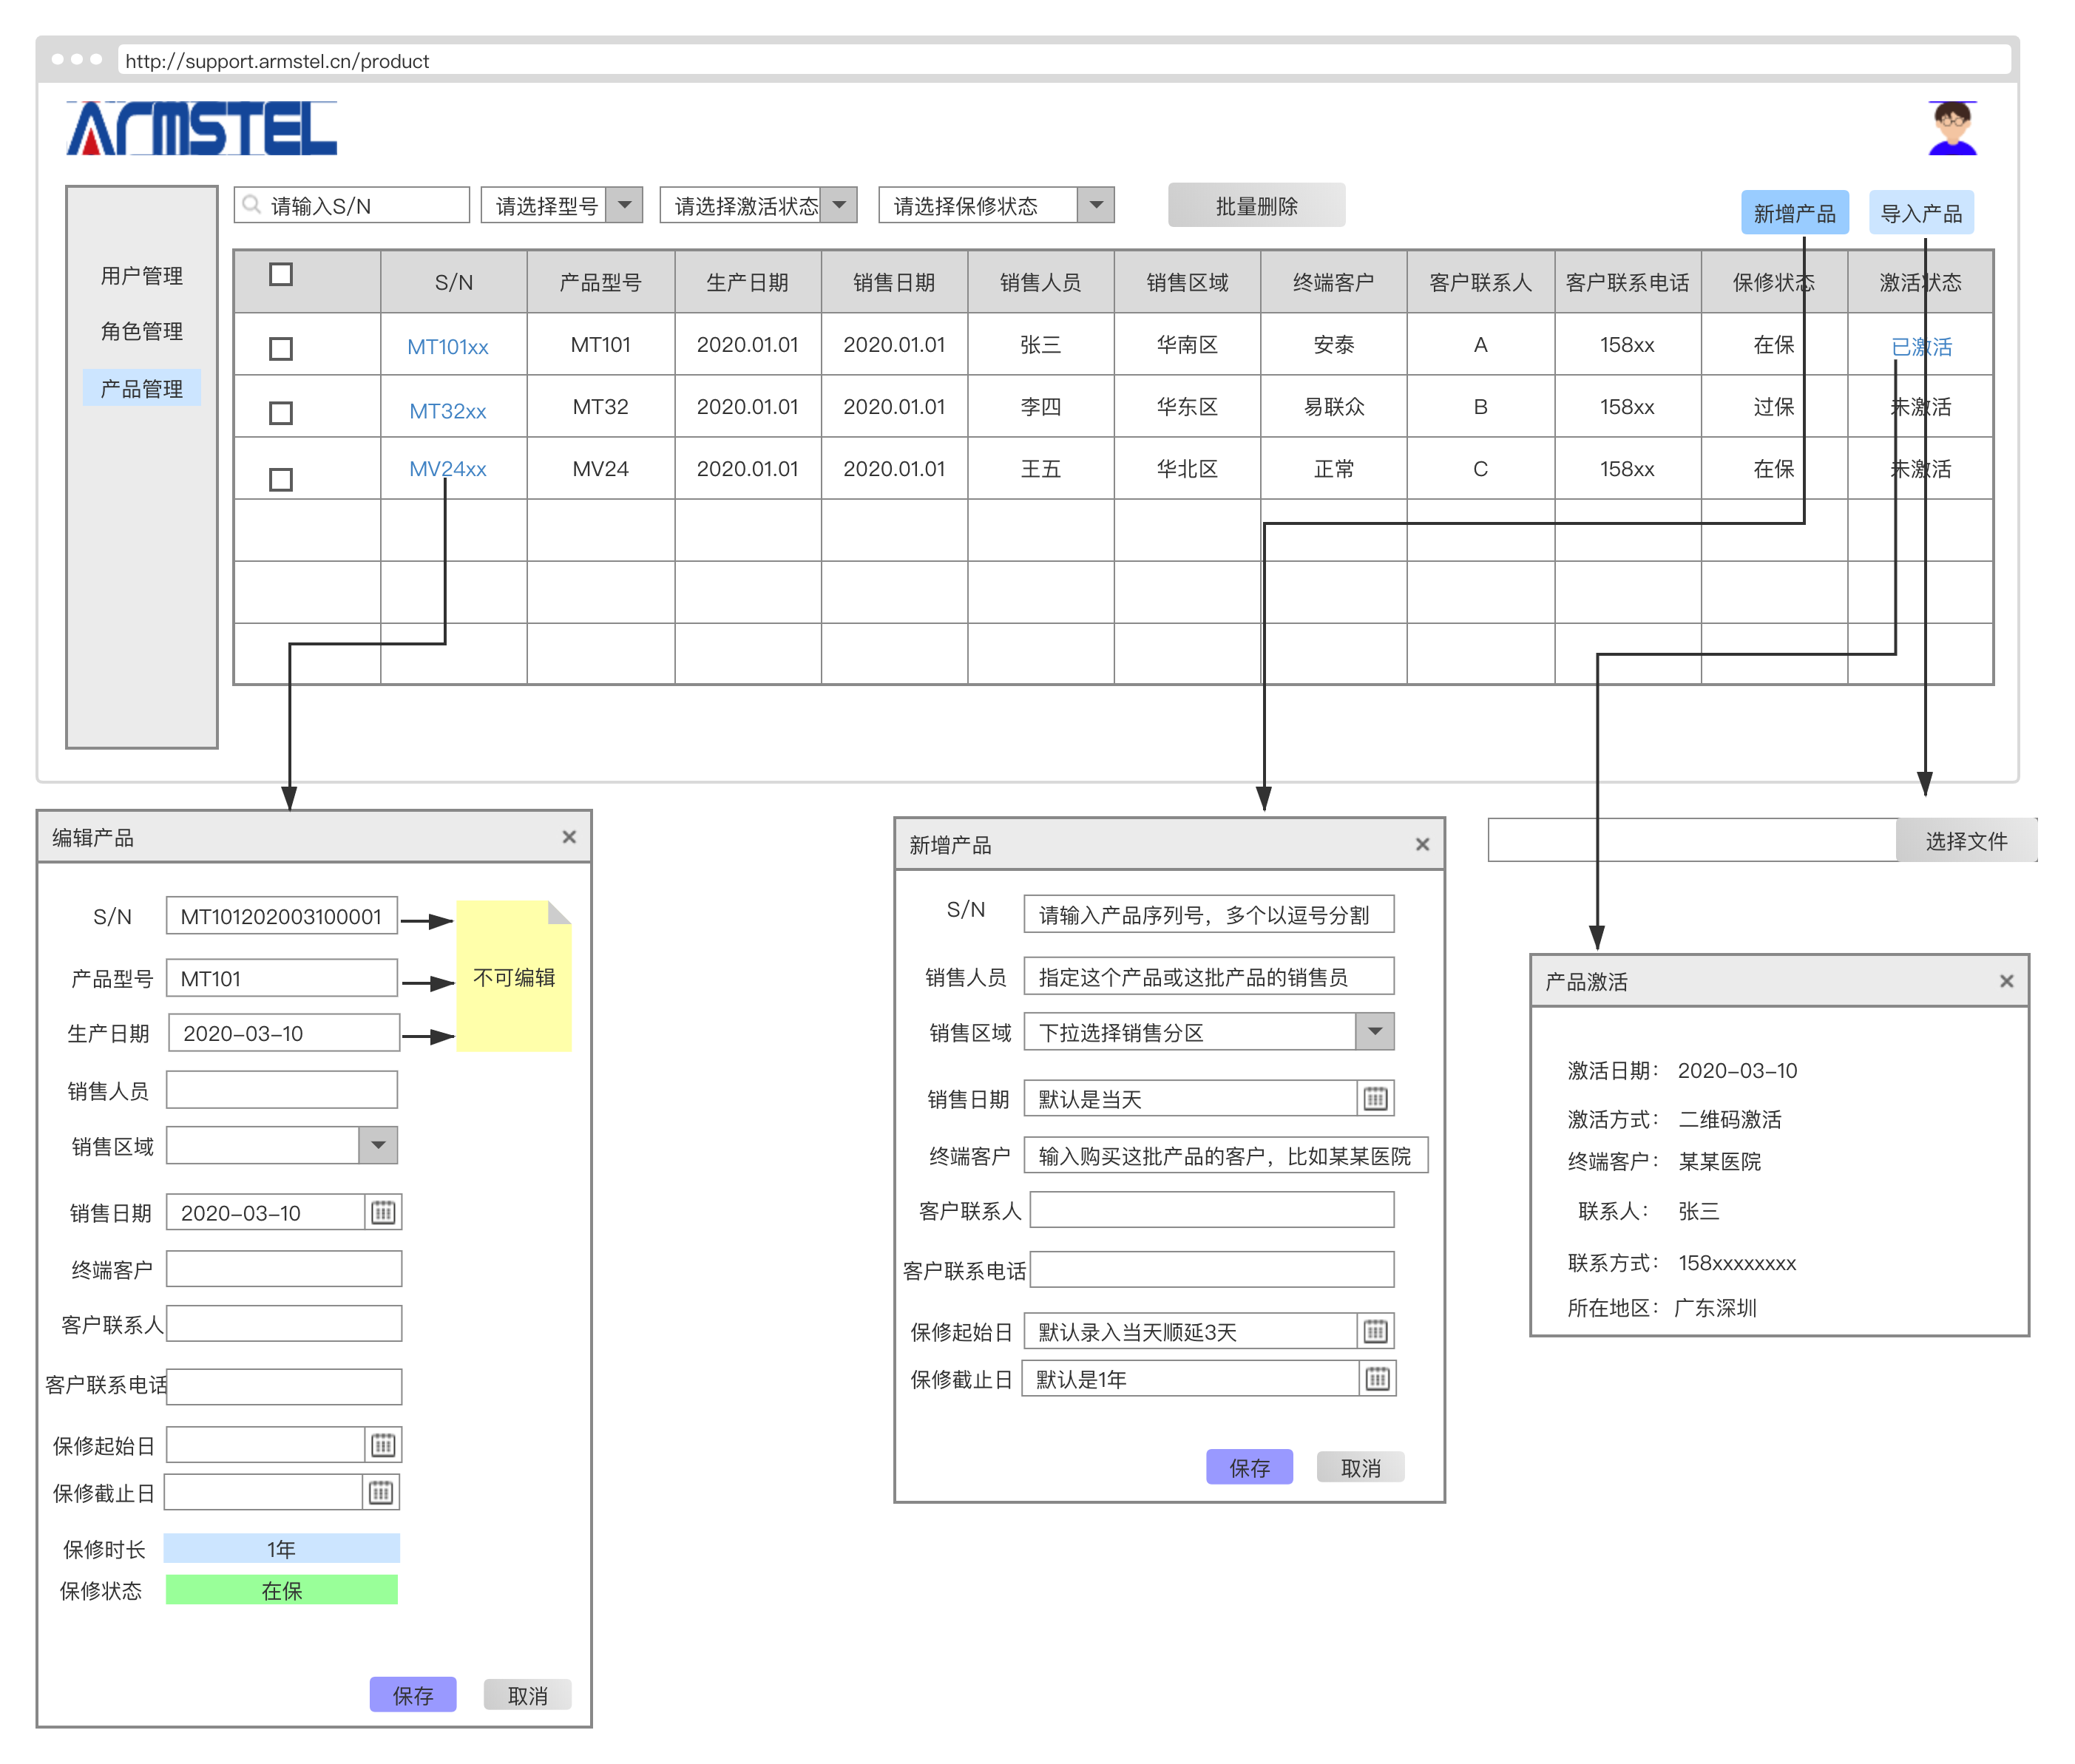 http://support.armstel.cn/product
ARMSTEL
请输入S/N 请选择型号 请选择激活状态 请选择保修状态 批量删除 新增产品 导入产品
用户管理
角色管理
产品管理
S/N 产品型号 生产日期 销售日期 销售人员 销售区域 终端客户 客户联系人 客户联系电话 保修状态 激活状态
MT101xx MT101 2020.01.01 2020.01.01 张三 华南区 安泰 A 158xx 在保 已激活
MT32xx MT32 2020.01.01 2020.01.01 李四 华东区 易联众 B 158xx 过保 未激活
MV24xx MV24 2020.01.01 2020.01.01 王五 华北区 正常 C 158xx 在保 未激活
编辑产品 ×
S/N MT101202003100001
产品型号 MT101
生产日期 2020-03-10
不可编辑
销售人员
销售区域
销售日期 2020-03-10
终端客户
客户联系人
客户联系电话
保修起始日
保修截止日
保修时长 1年
保修状态 在保
保存 取消
新增产品 ×
S/N 请输入产品序列号，多个以逗号分割
销售人员 指定这个产品或这批产品的销售员
销售区域 下拉选择销售分区
销售日期 默认是当天
终端客户 输入购买这批产品的客户，比如某某医院
客户联系人
客户联系电话
保修起始日 默认录入当天顺延3天
保修截止日 默认是1年
保存 取消
选择文件
产品激活 ×
激活日期： 2020-03-10
激活方式： 二维码激活
终端客户： 某某医院
联系人： 张三
联系方式： 158xxxxxxxx
所在地区： 广东深圳